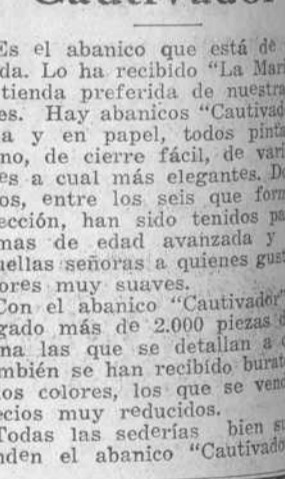 Cautivador
Es el abanico que está de
da. Lo ha recibido “La Mari
tienda preferida de nuestra
es. Hay abanicos “Cautivad
a y en papel, todos pinta
no, de cierre fácil, de vari
es a cual más elegantes. Do
os, entre los seis que form
ección, han sido tenidos pa
mas de edad avanzada y
uellas señoras a quienes gust
ores muy suaves.
Con el abanico “Cautivador”
gado más de 2.000 piezas d
na las que se detallan a c
mbién se han recibido burat
os colores, los que se vend
ecios muy reducidos.
Todas las sederías bien su
nden el abanico “Cautivado